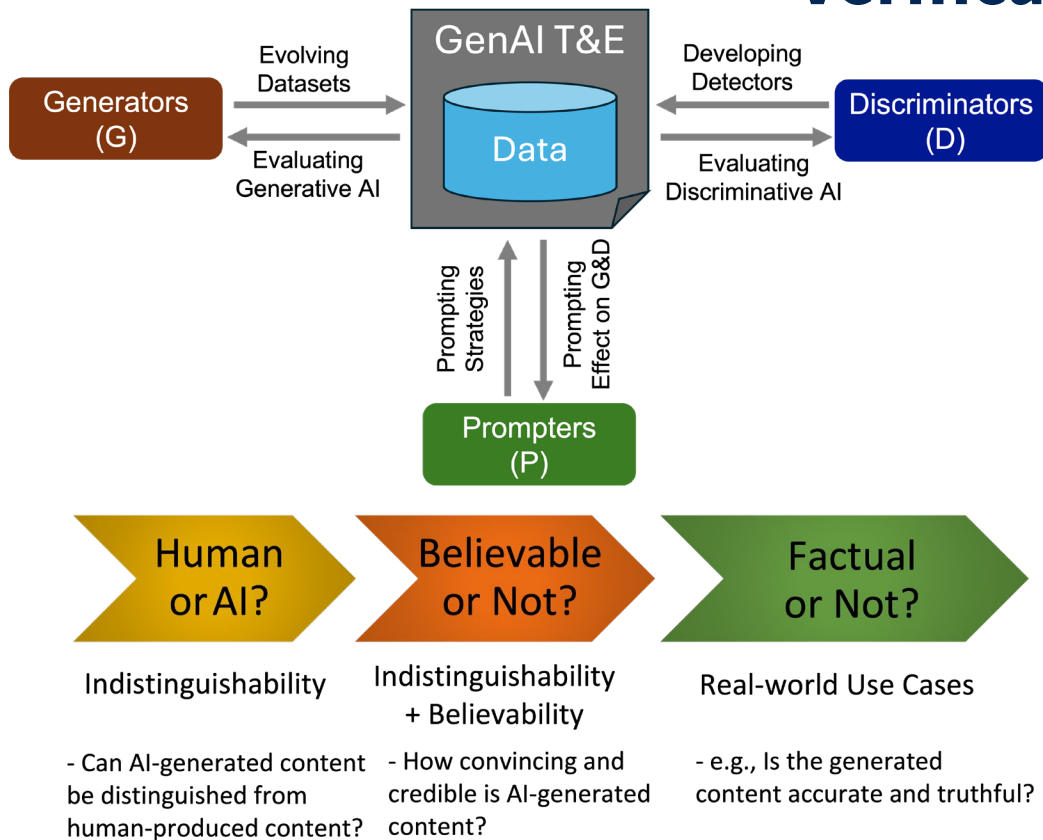 GenAI T&E
Data
Evolving
Datasets
Generators
(G)
Evaluating
Generative AI
Developing
Detectors
Discriminators
(D)
Evaluating
Discriminative AI
Prompting
Strategies
Prompting
Effect on G&D
Prompters
(P)
Human
or AI?
Believable
or Not?
Factual
or Not?
Indistinguishability
Indistinguishability
+ Believability
Real-world Use Cases
- Can AI-generated content
be distinguished from
human-produced content?
- How convincing and
credible is AI-generated
content?
- e.g., Is the generated
content accurate and truthful?